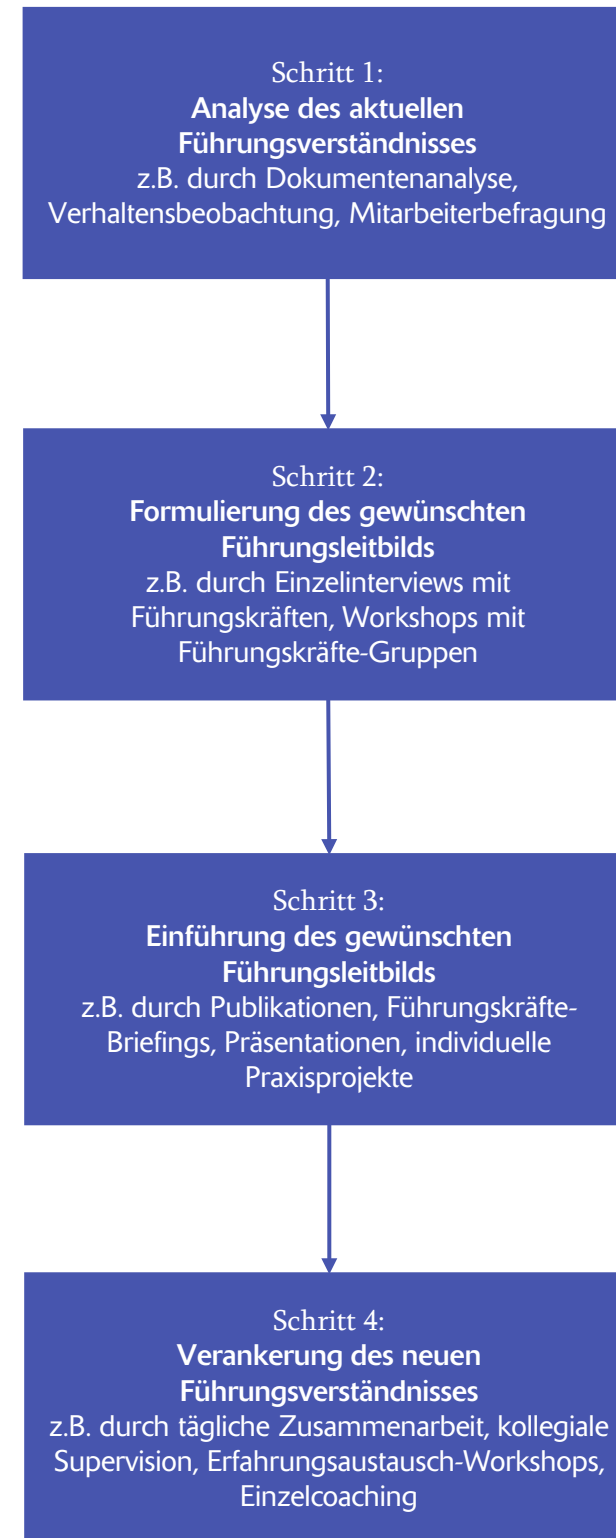 Schritt 1:
Analyse des aktuellen
Führungsverständnisses
z.B. durch Dokumentenanalyse,
Verhaltensbeobachtung, Mitarbeiterbefragung
Schritt 2:
Formulierung des gewünschten
Führungsleitbilds
z.B. durch Einzelinterviews mit
Führungskräften, Workshops mit
Führungskräfte-Gruppen
Schritt 3:
Einführung des gewünschten
Führungsleitbilds
z.B. durch Publikationen, Führungskräfte-
Briefings, Präsentationen, individuelle
Praxisprojekte
Schritt 4:
Verankerung des neuen
Führungsverständnisses
z.B. durch tägliche Zusammenarbeit, kollegiale
Supervision, Erfahrungsaustausch-Workshops,
Einzelcoaching